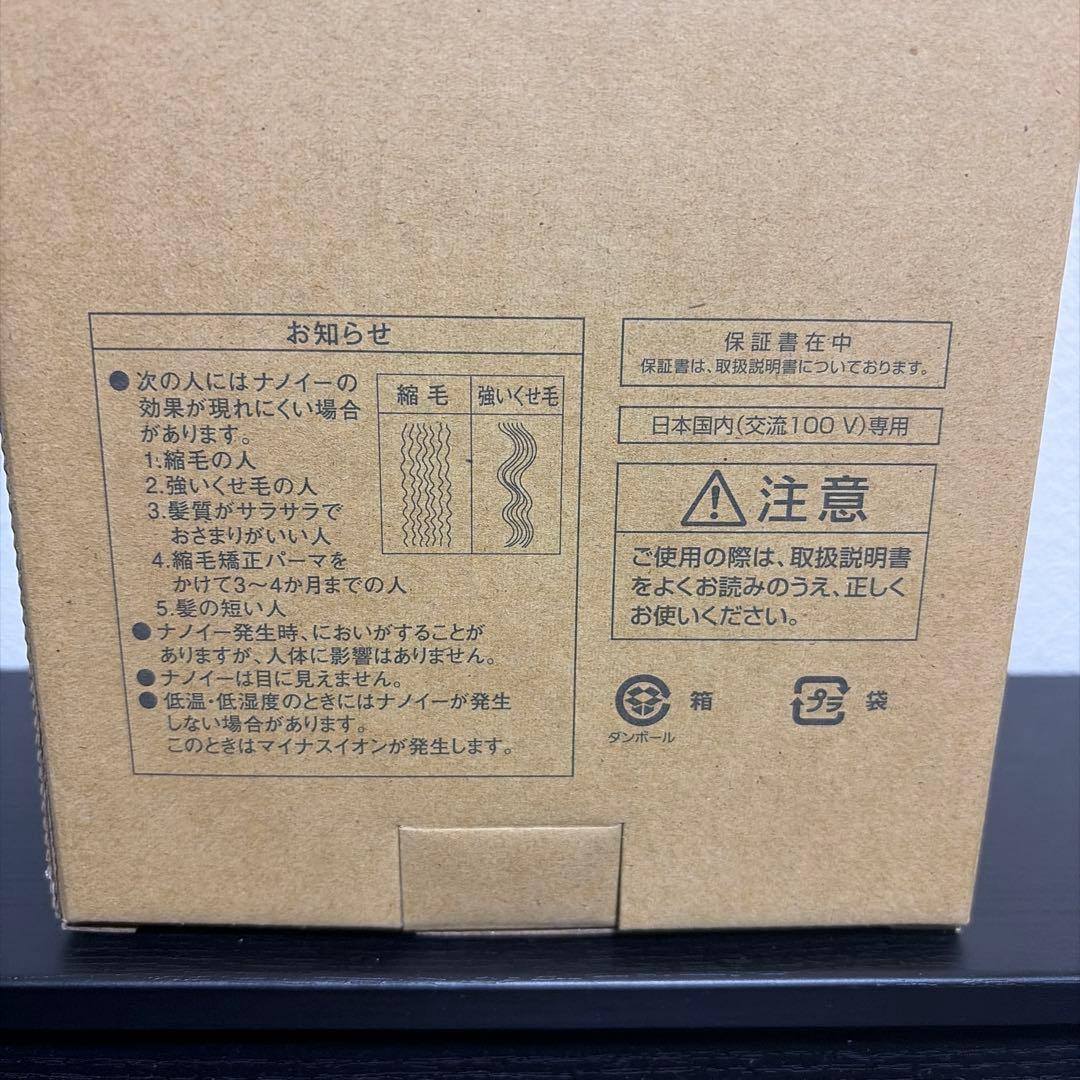 お知らせ
●次の人にはナノイーの
効果が現れにくい場合
があります。
1.縮毛の人
2.強いくせ毛の人
3.髪質がサラサラで
おさまりがいい人
4.縮毛矯正パーマを
かけて3〜4か月までの人
5.髪の短い人
縮毛 強いくせ毛
●ナノイー発生時、においがすることが
ありますが、人体に影響はありません。
●ナノイーは目に見えません。
●低温・低湿度のときにはナノイーが発生
しない場合があります。
このときはマイナスイオンが発生します。
保証書在中
保証書は、取扱説明書についております。
日本国内(交流100 V)専用
注意
ご使用の際は、取扱説明書
をよくお読みのうえ、正しく
お使いください。
箱
ダンボール
プラ 袋